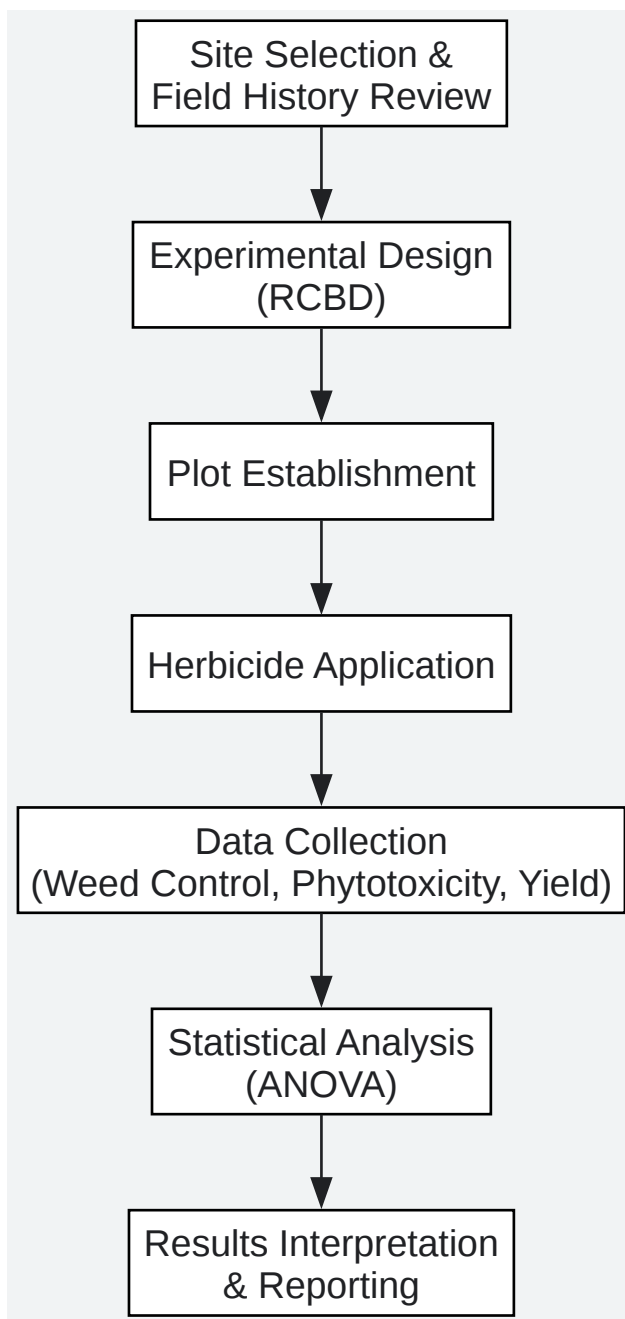 Site Selection &
Field History Review
Experimental Design
(RCBD)
Plot Establishment
Herbicide Application
Data Collection
(Weed Control, Phytotoxicity, Yield)
Statistical Analysis
(ANOVA)
Results Interpretation
& Reporting